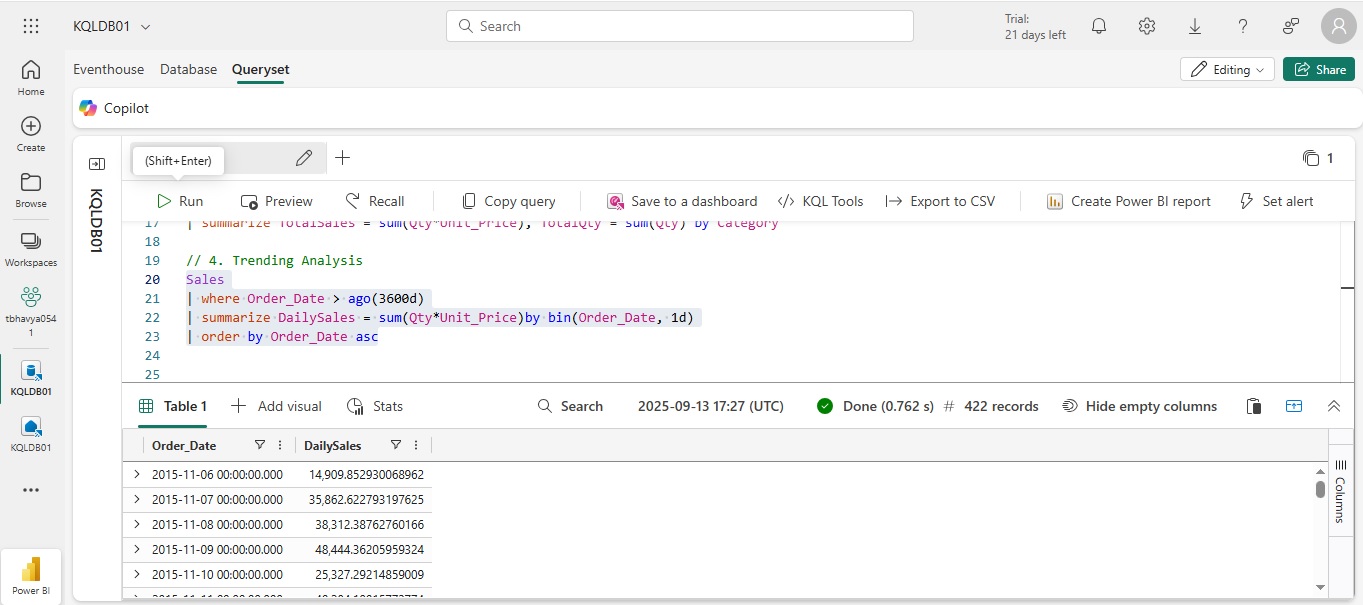 KQLDB01
Search
Trial:
21 days left
Home
Create
Browse
Workspaces
tbhavya054
1
KQLDB01
KQLDB01
Power BI
Eventhouse Database Queryset
Editing Share
Copilot
KQLDB01
(Shift+Enter)
1
Run Preview Recall Copy query Save to a dashboard KQL Tools Export to CSV Create Power BI report Set alert
17 | summarize TotalSales = sum(Qty*Unit_Price), TotalQty = sum(Qty) by Category
18
19 // 4. Trending Analysis
20 Sales
21 | where Order_Date > ago(3600d)
22 | summarize DailySales = sum(Qty*Unit_Price)by bin(Order_Date, 1d)
23 | order by Order_Date asc
24
25
Table 1 Add visual Stats Search 2025-09-13 17:27 (UTC) Done (0.762 s) # 422 records Hide empty columns
Order_Date DailySales
2015-11-06 00:00:00.000 14,909.852930068962
2015-11-07 00:00:00.000 35,862.622793197625
2015-11-08 00:00:00.000 38,312.38762760166
2015-11-09 00:00:00.000 48,444.36205959324
2015-11-10 00:00:00.000 25,327.29214859009
Columns